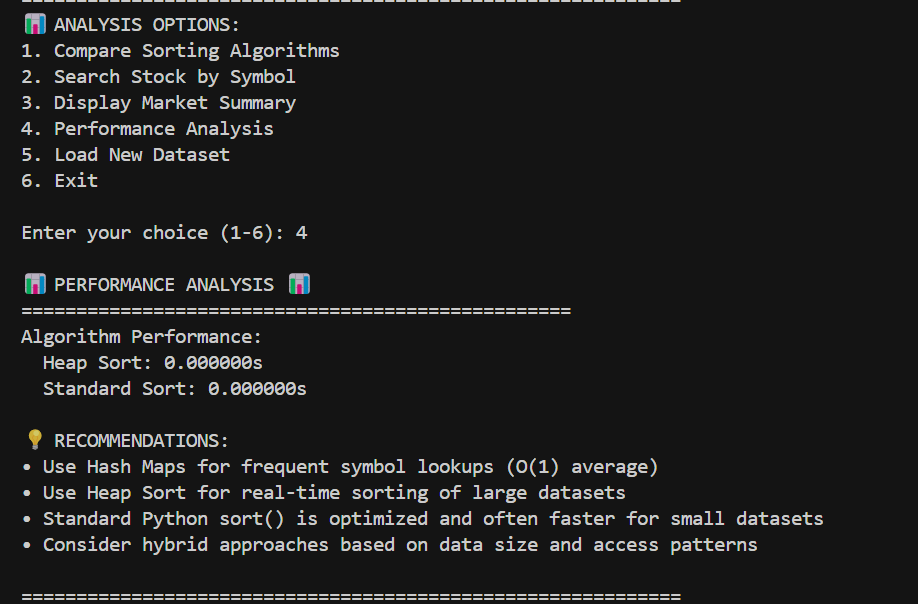 ============================================================
📊 ANALYSIS OPTIONS:
1. Compare Sorting Algorithms
2. Search Stock by Symbol
3. Display Market Summary
4. Performance Analysis
5. Load New Dataset
6. Exit
Enter your choice (1-6): 4
📊 PERFORMANCE ANALYSIS 📊
==================================================
Algorithm Performance:
Heap Sort: 0.000000s
Standard Sort: 0.000000s
💡 RECOMMENDATIONS:
• Use Hash Maps for frequent symbol lookups (O(1) average)
• Use Heap Sort for real-time sorting of large datasets
• Standard Python sort() is optimized and often faster for small datasets
• Consider hybrid approaches based on data size and access patterns
============================================================